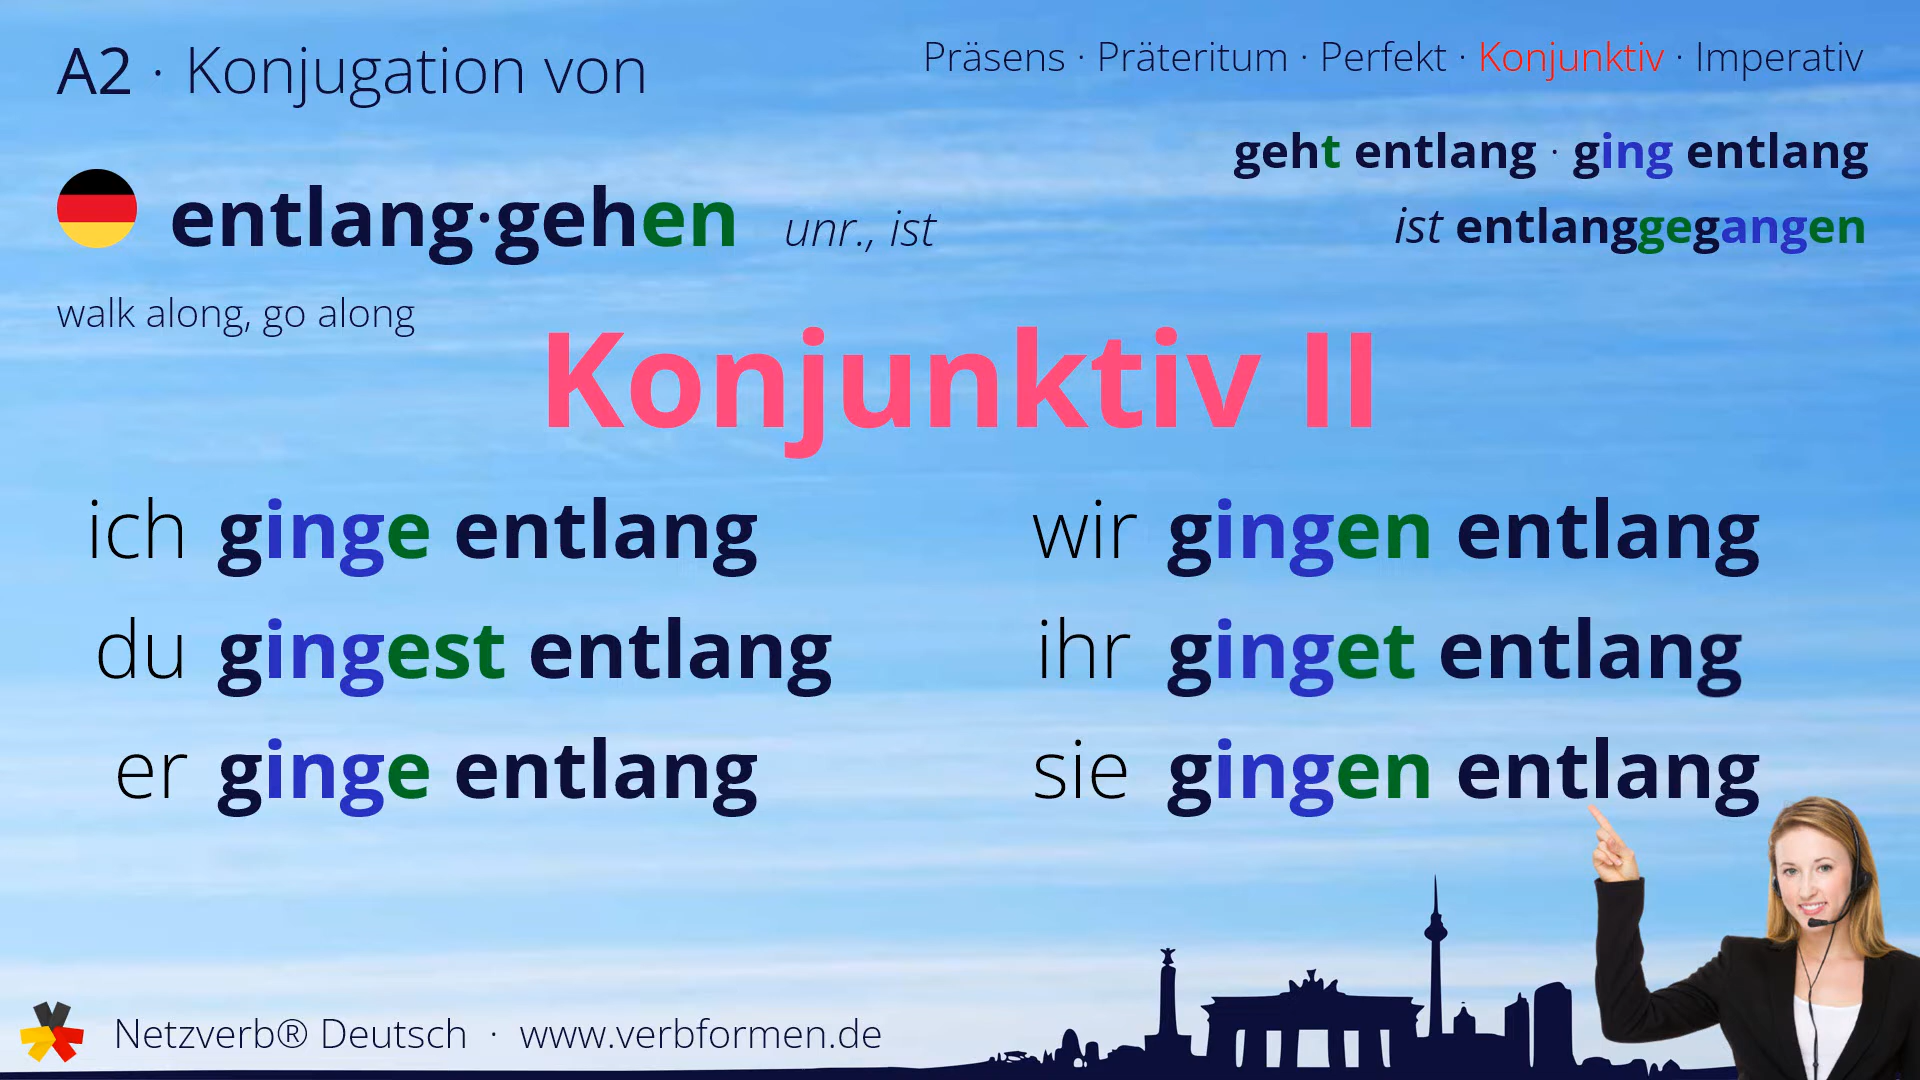 A2 · Konjugation von
Präsens · Präteritum · Perfekt · Konjunktiv · Imperativ
entlang·gehen unr., ist
geht entlang · ging entlang
ist entlanggegangen
walk along, go along
Konjunktiv II
ich ginge entlang
du gingest entlang
er ginge entlang
wir gingen entlang
ihr ginget entlang
sie gingen entlang
Netzverb® Deutsch · www.verbformen.de